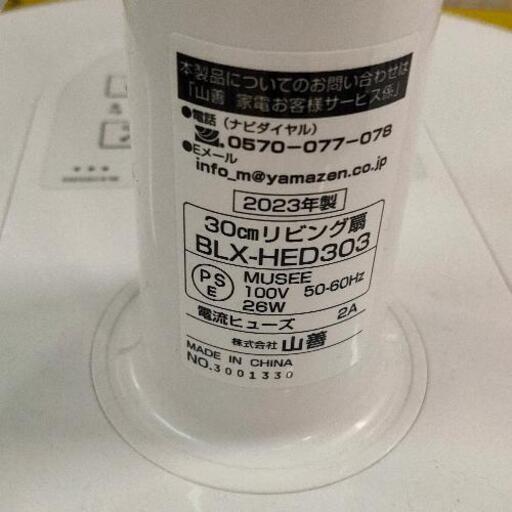 本製品についてのお問い合わせは
「山善 家電お客様サービス係」
●電話(ナビダイヤル)
0570-077-078
●Eメール
info_m@yamazen.co.jp
2023年製
30cmリビング扇
BLX-HED303
PS
E
MUSEE
100V 50-60Hz
26W
電流ヒューズ 2A
株式会社 山善
MADE IN CHINA
NO.3001330